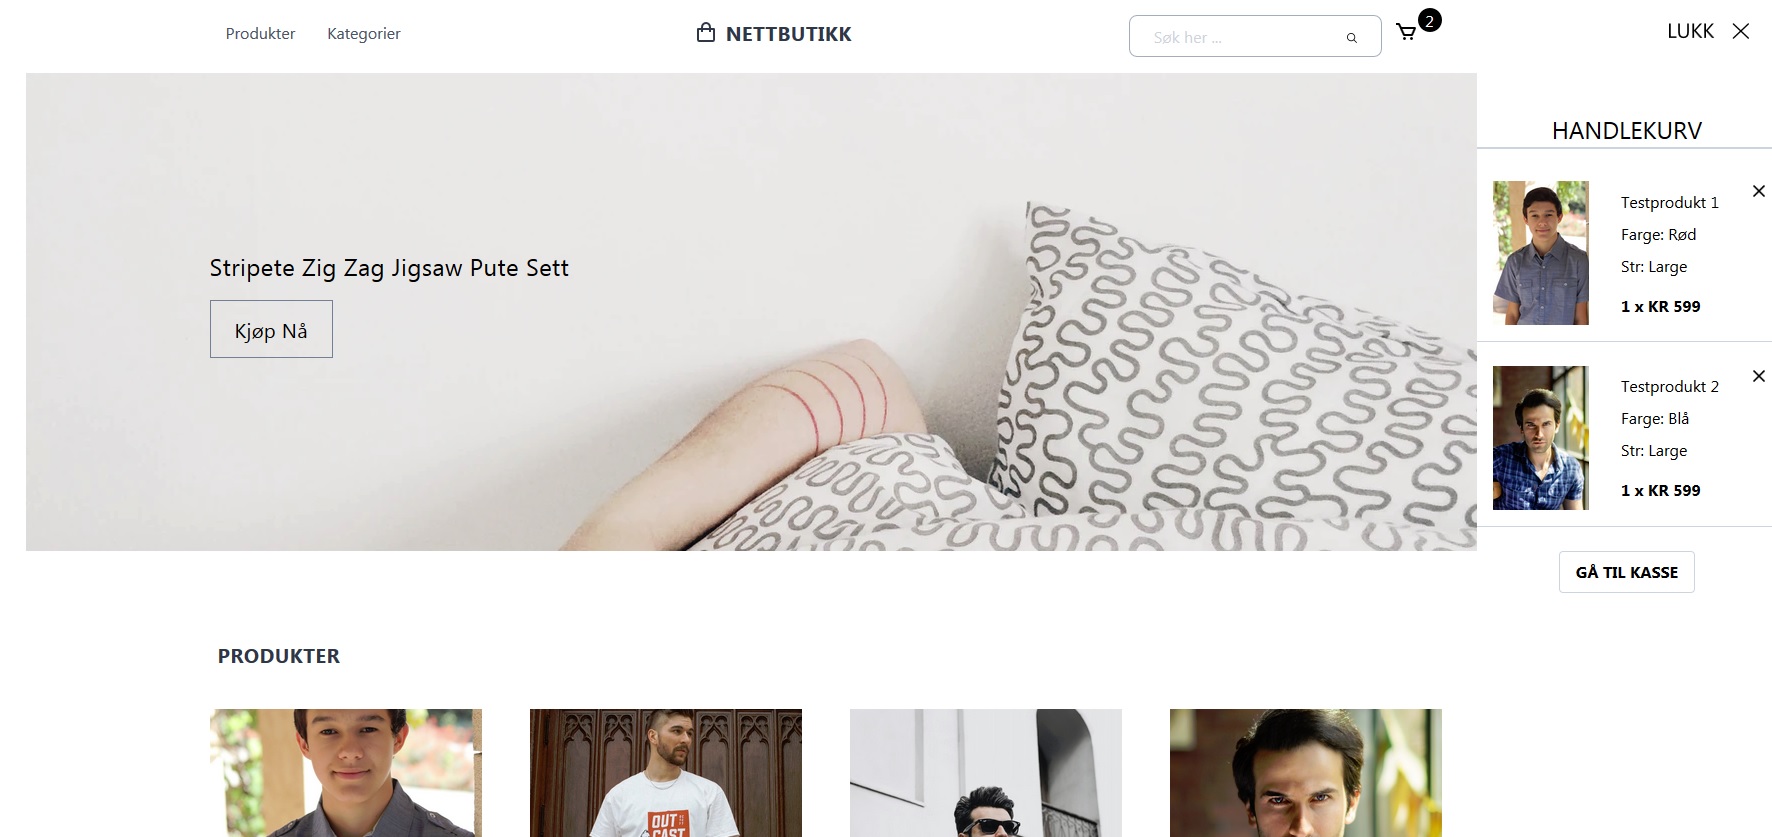 Produkter
Kategorier
NETTBUTIKK
Søk her ...
2
LUKK
Stripete Zig Zag Jigsaw Pute Sett
Kjøp Nå
HANDLEKURV
Testprodukt 1
Farge: Rød
Str: Large
1 x KR 599
Testprodukt 2
Farge: Blå
Str: Large
1 x KR 599
GÅ TIL KASSE
PRODUKTER
OUT
CAST